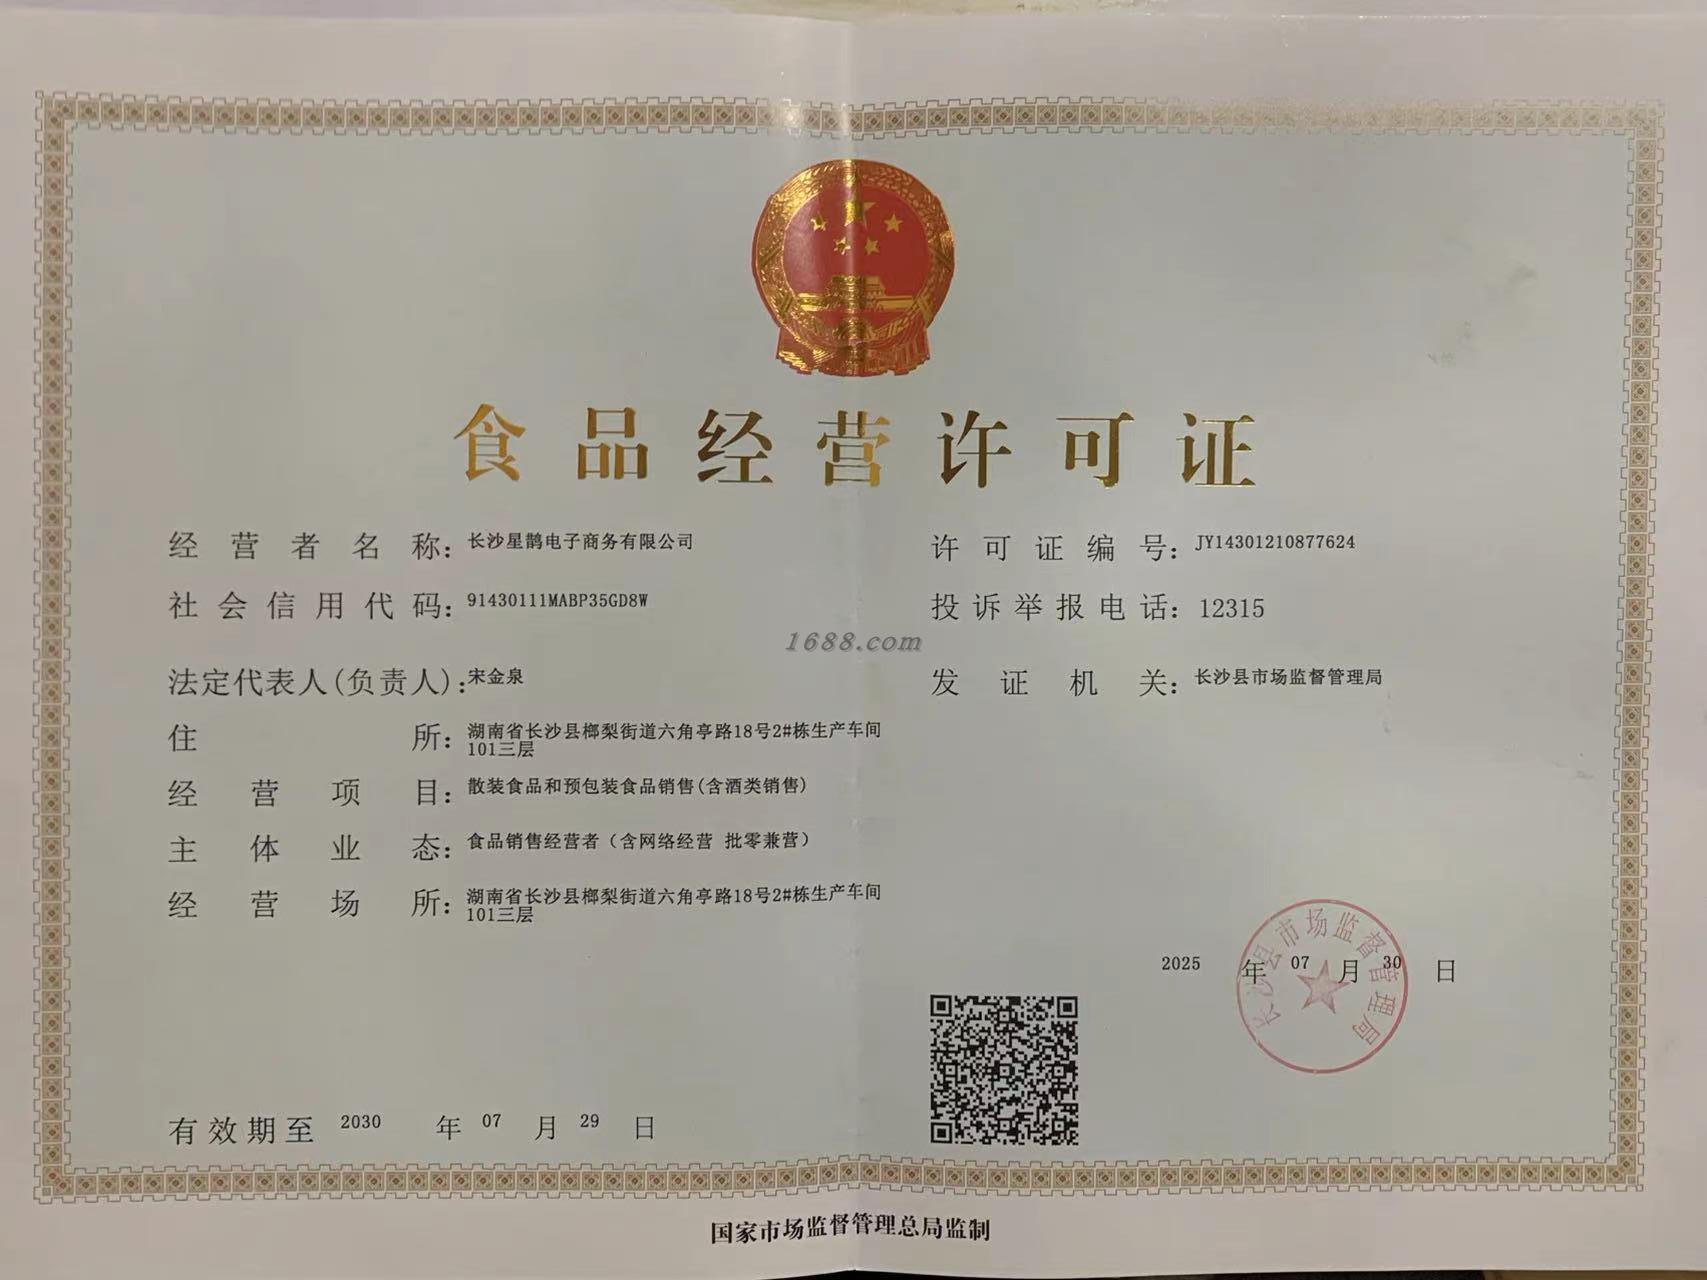 食品经营许可证
经营者名称：长沙星鹊电子商务有限公司
许可证编号：JY14301210877624
社会信用代码：91430111MABP35GD8W
投诉举报电话：12315
1688.com
法定代表人(负责人)：宋金泉
发证机关：长沙县市场监督管理局
住所：湖南省长沙县榔梨街道六角亭路18号2#栋生产车间
101三层
经营项目：散装食品和预包装食品销售(含酒类销售)
主体业态：食品销售经营者（含网络经营 批零兼营）
经营场所：湖南省长沙县榔梨街道六角亭路18号2#栋生产车间
101三层
长沙县市场监督管理局
2025 年 07 月 30 日
有效期至 2030 年 07 月 29 日
国家市场监督管理总局监制